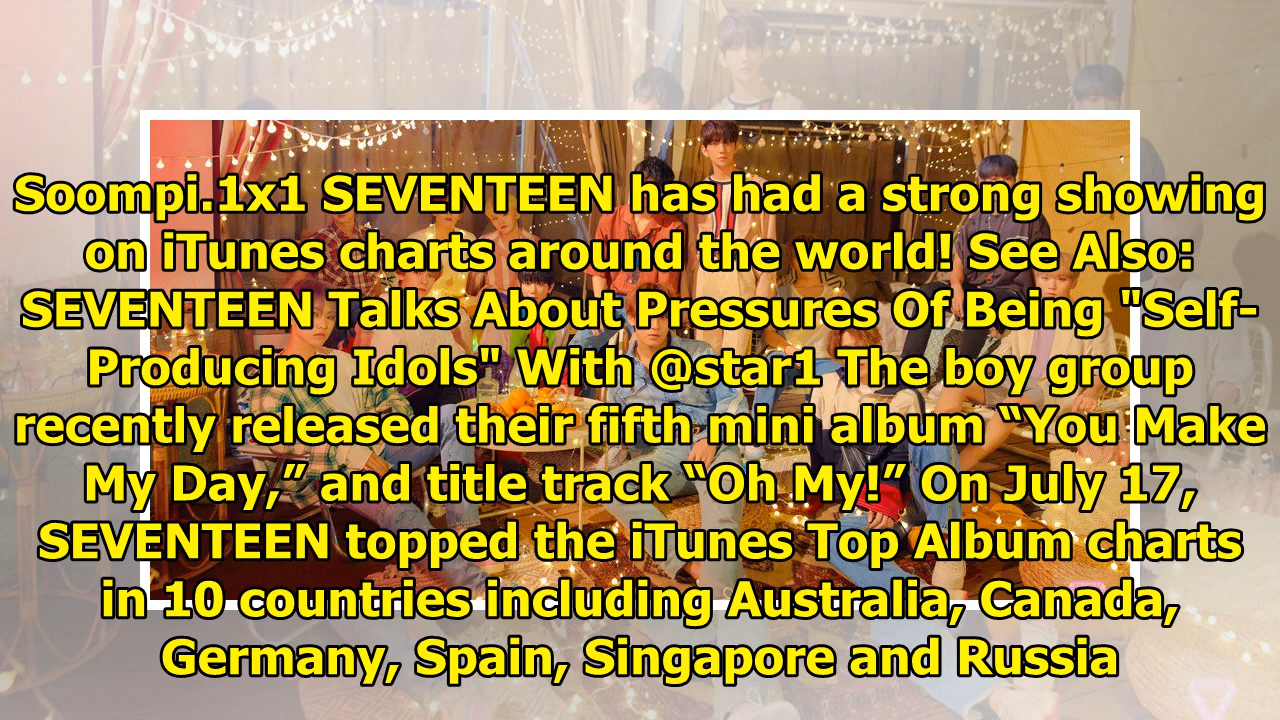 Soompi.1x1 SEVENTEEN has had a strong showing
on iTunes charts around the world! See Also:
SEVENTEEN Talks About Pressures Of Being "Self-
Producing Idols" With @star1 The boy group
recently released their fifth mini album “You Make
My Day,” and title track “Oh My!”  On July 17,
SEVENTEEN topped the iTunes Top Album charts
in 10 countries including Australia, Canada,
Germany, Spain, Singapore and Russia